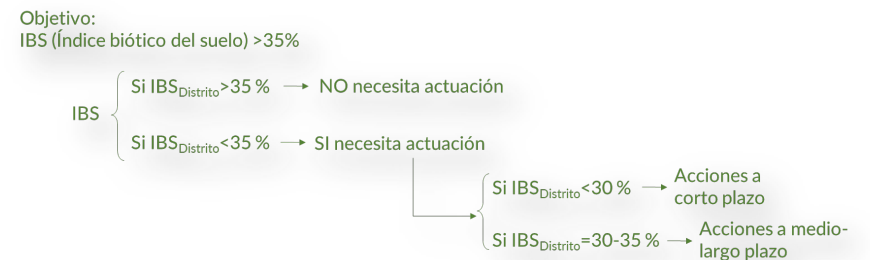 Objetivo:
IBS (Índice biótico del suelo) >35%
Si IBSDistrito>35 %
NO necesita actuación
IBS
Si IBSDistrito<35 %
SI necesita actuación
Si IBSDistrito<30 %
Acciones a
corto plazo
Si IBSDistrito=30-35 %
Acciones a medio-
largo plazo